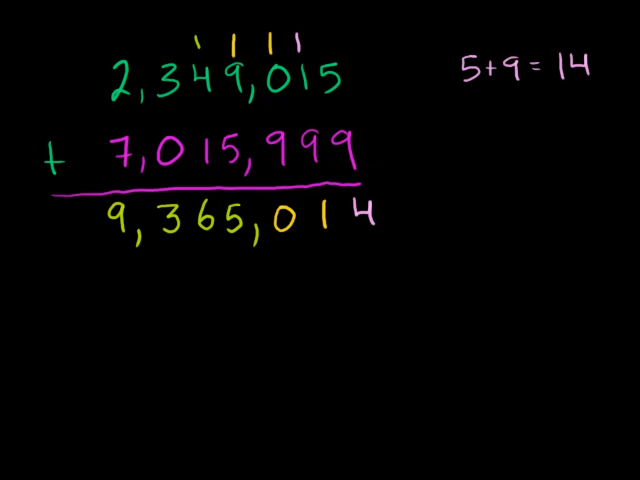 1 1 1 1
2,349,015
5+9=14
+ 7,015,999
9,365,014